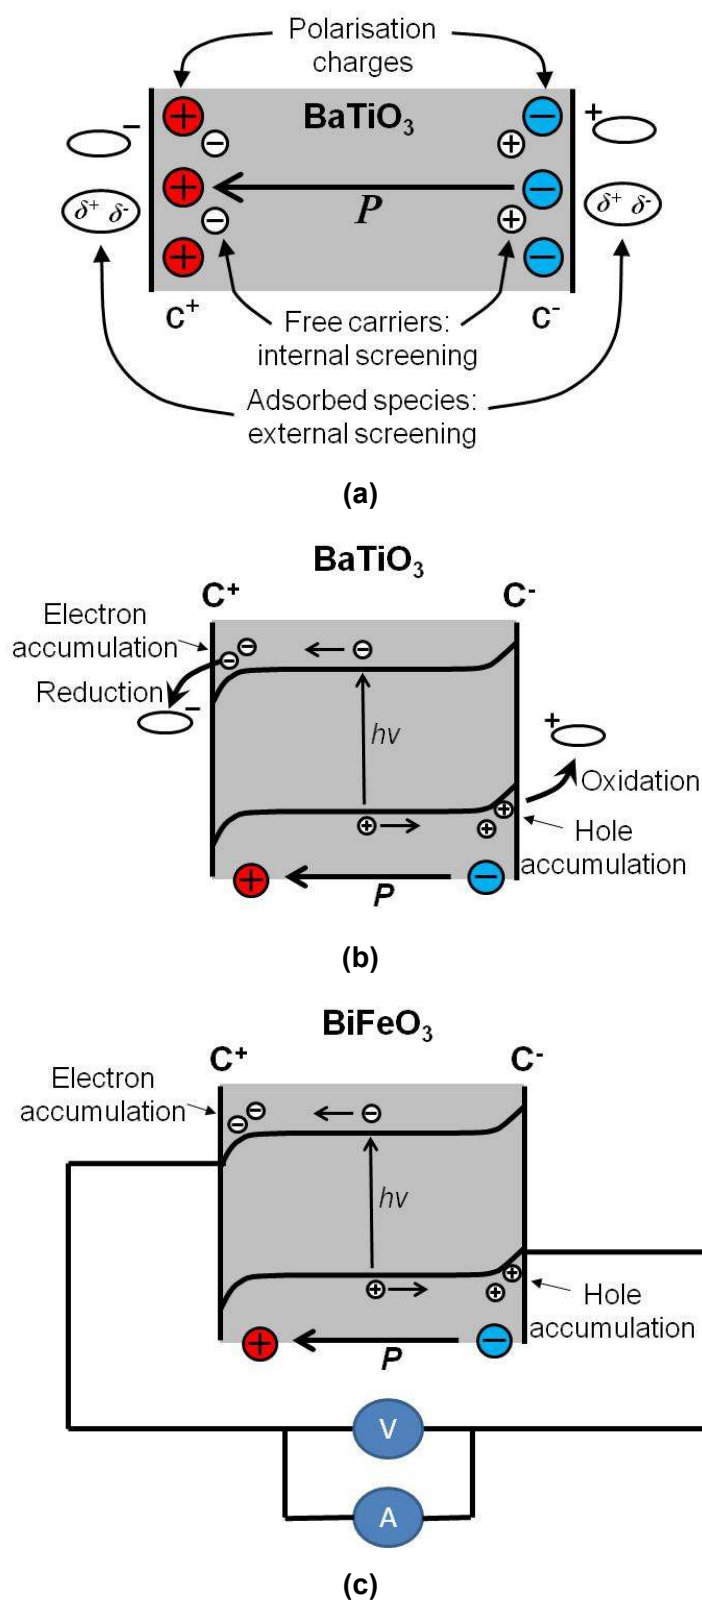 Polarisation
charges
BaTiO₃
−
+ − +
− +
δ⁺ δ⁻
+ − δ⁺ δ⁻
P
− +
+ −
C⁺
C⁻
Free carriers:
internal screening
Adsorbed species:
external screening
(a)
BaTiO₃
C⁺
C⁻
Electron
accumulation
− − −
Reduction
−
hν
+
Oxidation
+ + +
Hole
accumulation
+ −
P
(b)
BiFeO₃
C⁺
C⁻
Electron
accumulation
− − −
hν
+ + +
Hole
accumulation
+ −
P
V
A
(c)